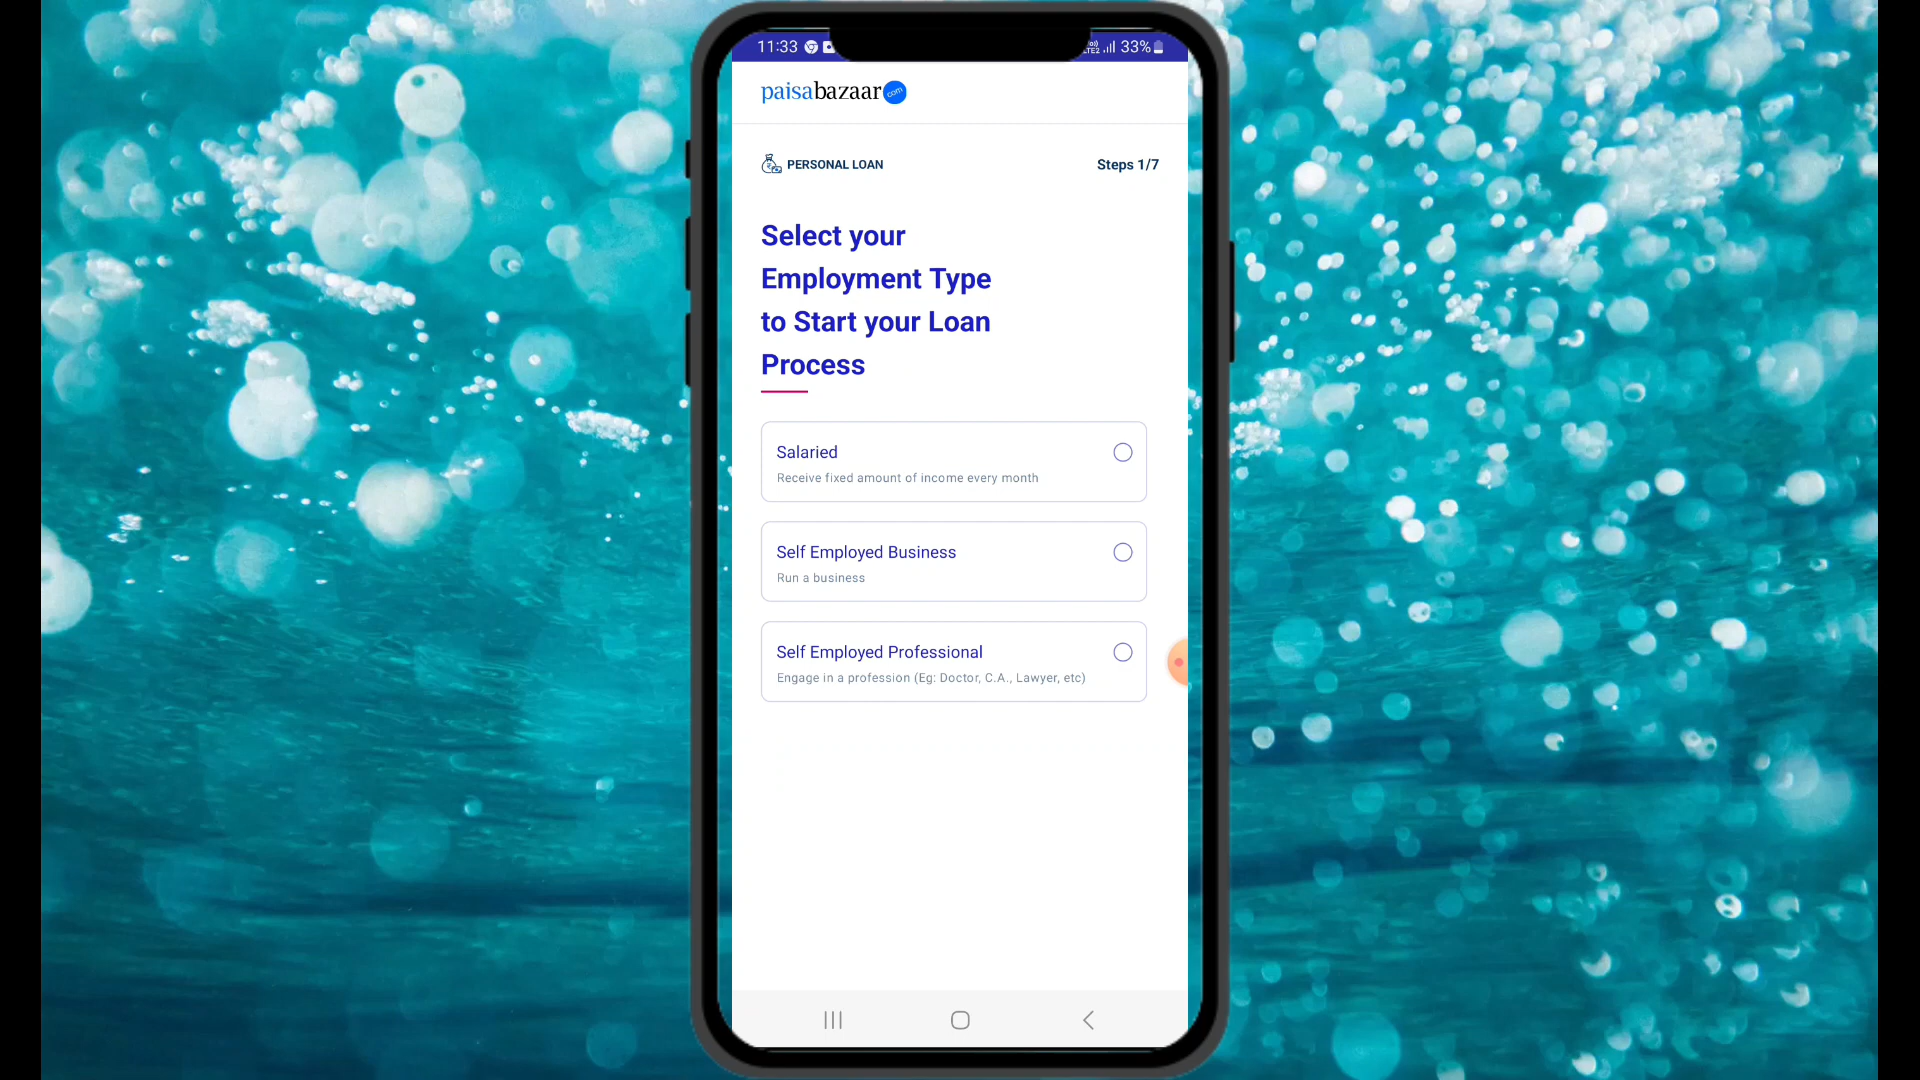 11:33 33%
paisabazaar com
PERSONAL LOAN Steps 1/7
Select your
Employment Type
to Start your Loan
Process
Salaried
Receive fixed amount of income every month
Self Employed Business
Run a business
Self Employed Professional
Engage in a profession (Eg: Doctor, C.A., Lawyer, etc)